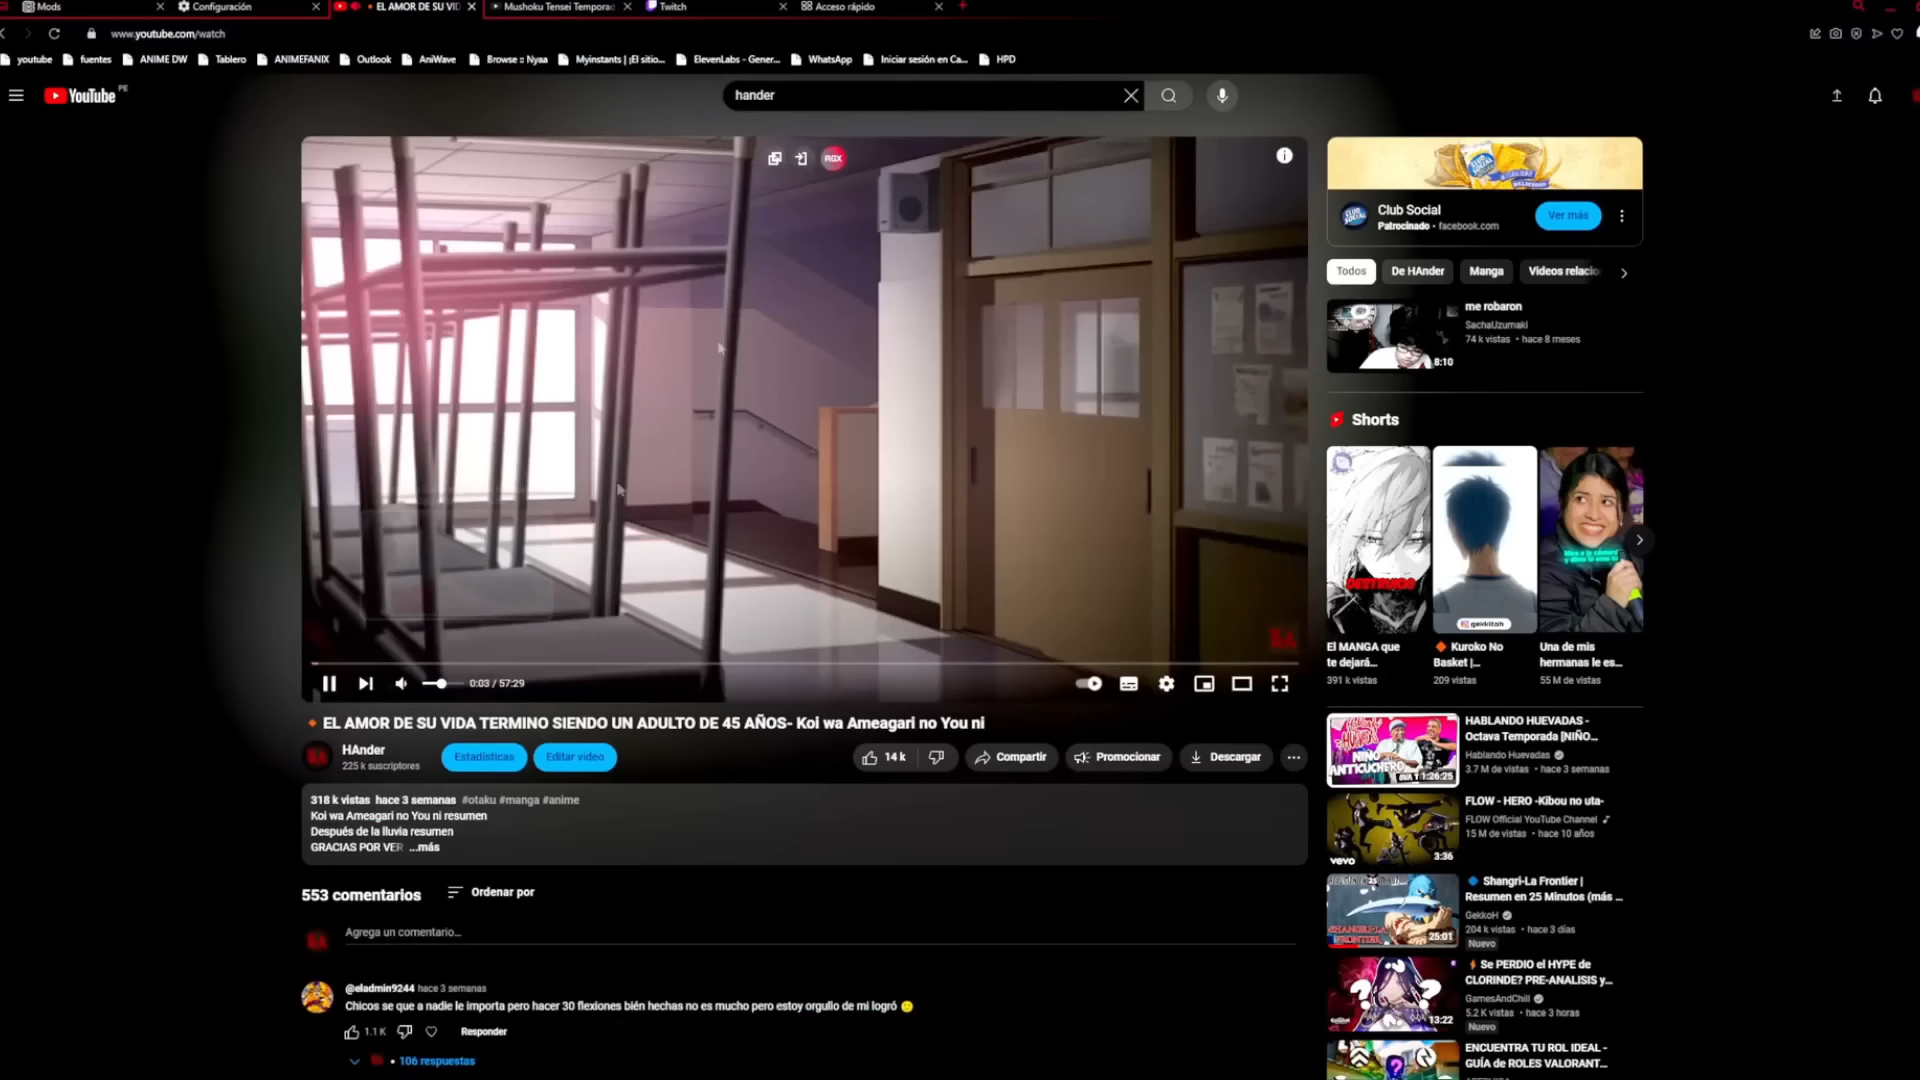 Mods
Configuración
EL AMOR DE SU VID
Mushoku Tensei Temporad
Twitch
Acceso rápido
www.youtube.com/watch
youtube
fuentes
ANIME DW
Tablero
ANIMEFANIX
Outlook
AniWave
Browse :: Nyaa
Myinstants | ¡El sitio...
ElevenLabs - Gener...
WhatsApp
Iniciar sesión en Ca...
HPD
YouTube PE
hander
RGX
Club Social
Patrocinado · facebook.com
Ver más
Todos
De HAnder
Manga
Videos relacio
me robaron
SachaUzumaki
74 k vistas • hace 8 meses
8:10
Shorts
DESTRUIDO
gekkitoh
El MANGA que
te dejará...
391 k vistas
Kuroko No
Basket |...
209 vistas
Una de mis
hermanas le es...
55 M de vistas
0:03 / 57:29
EL AMOR DE SU VIDA TERMINO SIENDO UN ADULTO DE 45 AÑOS- Koi wa Ameagari no You ni
HAnder
225 k suscriptores
Estadísticas
Editar video
14 k
Compartir
Promocionar
Descargar
318 k vistas hace 3 semanas #otaku #manga #anime
Koi wa Ameagari no You ni resumen
Después de la lluvia resumen
GRACIAS POR VER ...más
553 comentarios
Ordenar por
Agrega un comentario...
@eladmin9244 hace 3 semanas
Chicos se que a nadie le importa pero hacer 30 flexiones bién hechas no es mucho pero estoy orgullo de mi logró
1.1 K
Responder
• 106 respuestas
NIÑO
ANTICUCHERO
1:26:25
HABLANDO HUEVADAS -
Octava Temporada [NIÑO...
Hablando Huevadas
3.7 M de vistas • hace 3 semanas
vevo
3:36
FLOW - HERO -Kibou no uta-
FLOW Official YouTube Channel
15 M de vistas • hace 10 años
SHANGRI-LA
FRONTIER
25:01
Shangri-La Frontier |
Resumen en 25 Minutos (más ...
GekkoH
204 k vistas • hace 3 días
Nuevo
13:22
Se PERDIO el HYPE de
CLORINDE? PRE-ANALISIS y...
GamesAndChill
5.2 K vistas • hace 3 horas
Nuevo
ENCUENTRA TU ROL IDEAL -
GUÍA de ROLES VALORANT...